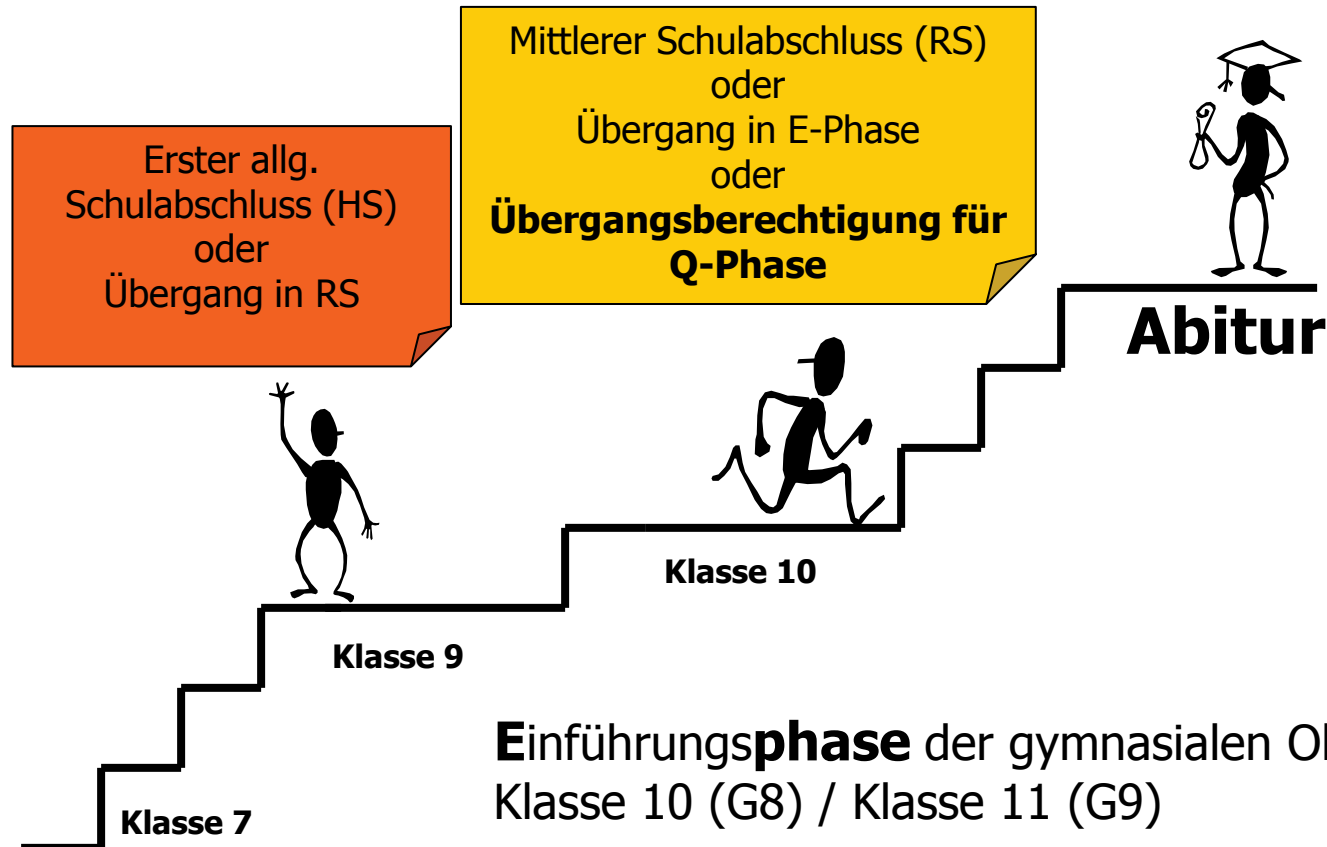 Mittlerer Schulabschluss (RS)
oder
Übergang in E-Phase
oder
Übergangsberechtigung für
Q-Phase
Erster allg.
Schulabschluss (HS)
oder
Übergang in RS
Abitur
Klasse 10
Klasse 9
Einführungsphase der gymnasialen
Klasse 10 (G8) / Klasse 11 (G9)
Klasse 7